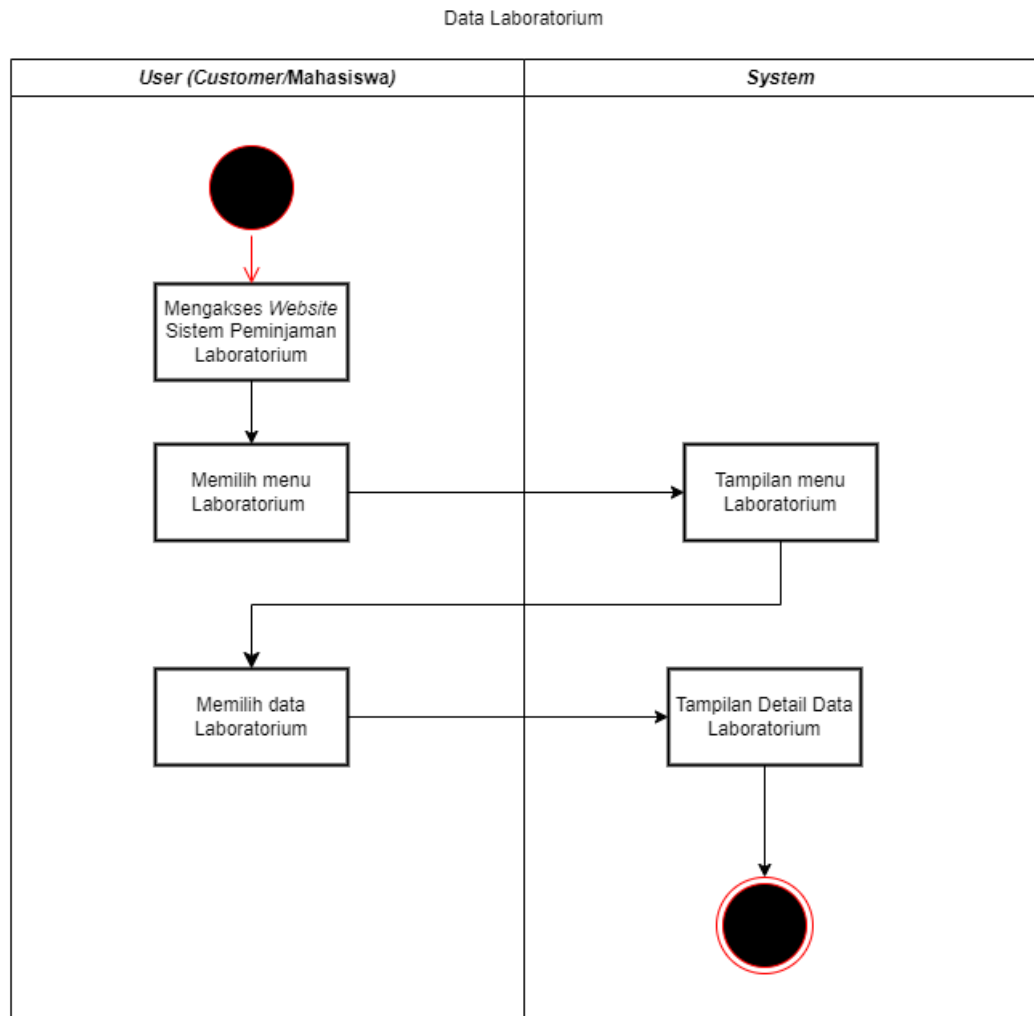 Data Laboratorium
User (Customer/Mahasiswa)
System
Mengakses Website
Sistem Peminjaman
Laboratorium
Memilih menu
Laboratorium
Tampilan menu
Laboratorium
Memilih data
Laboratorium
Tampilan Detail Data
Laboratorium